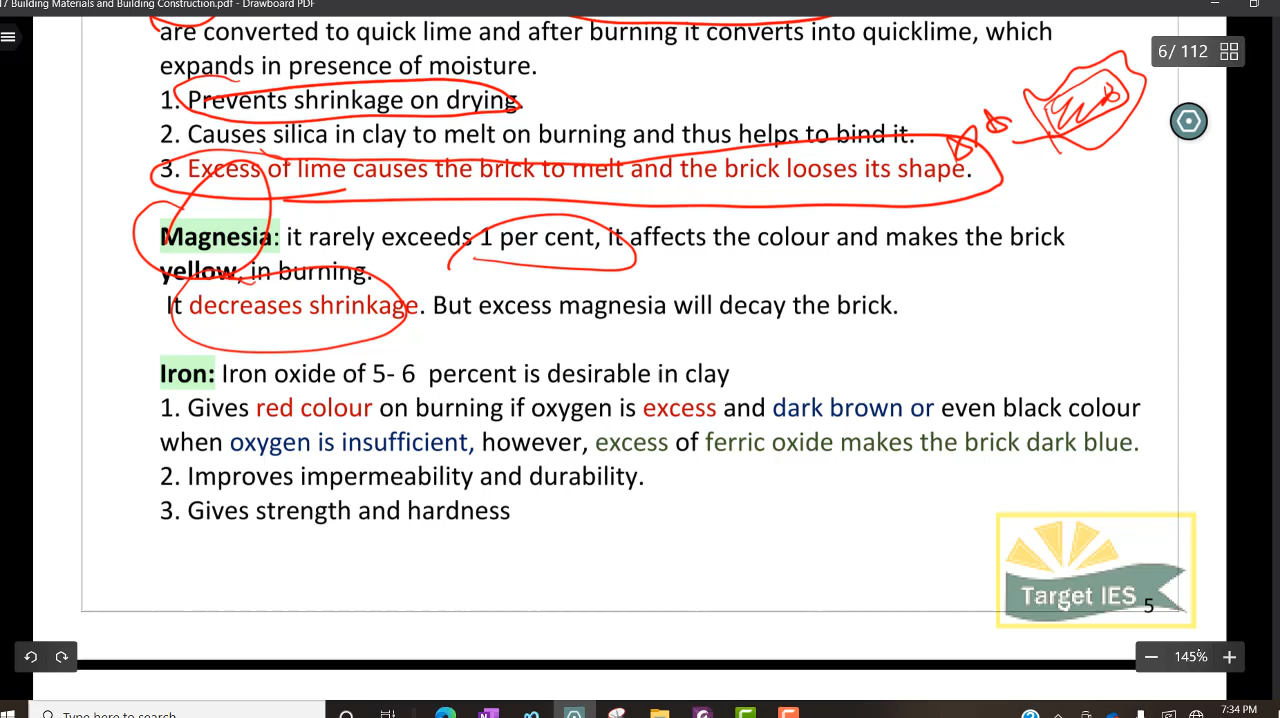 17 Building Materials and Building Construction.pdf - Drawboard PDF
are converted to quick lime and after burning it converts into quicklime, which
6 / 112
expands in presence of moisture.
1. Prevents shrinkage on drying.
2. Causes silica in clay to melt on burning and thus helps to bind it.
3. Excess of lime causes the brick to melt and the brick looses its shape.
Magnesia: it rarely exceeds 1 per cent, it affects the colour and makes the brick
yellow, in burning.
It decreases shrinkage. But excess magnesia will decay the brick.
Iron: Iron oxide of 5- 6 percent is desirable in clay
1. Gives red colour on burning if oxygen is excess and dark brown or even black colour
when oxygen is insufficient, however, excess of ferric oxide makes the brick dark blue.
2. Improves impermeability and durability.
3. Gives strength and hardness
Target IES
5
145%
Type here to search
7:34 PM